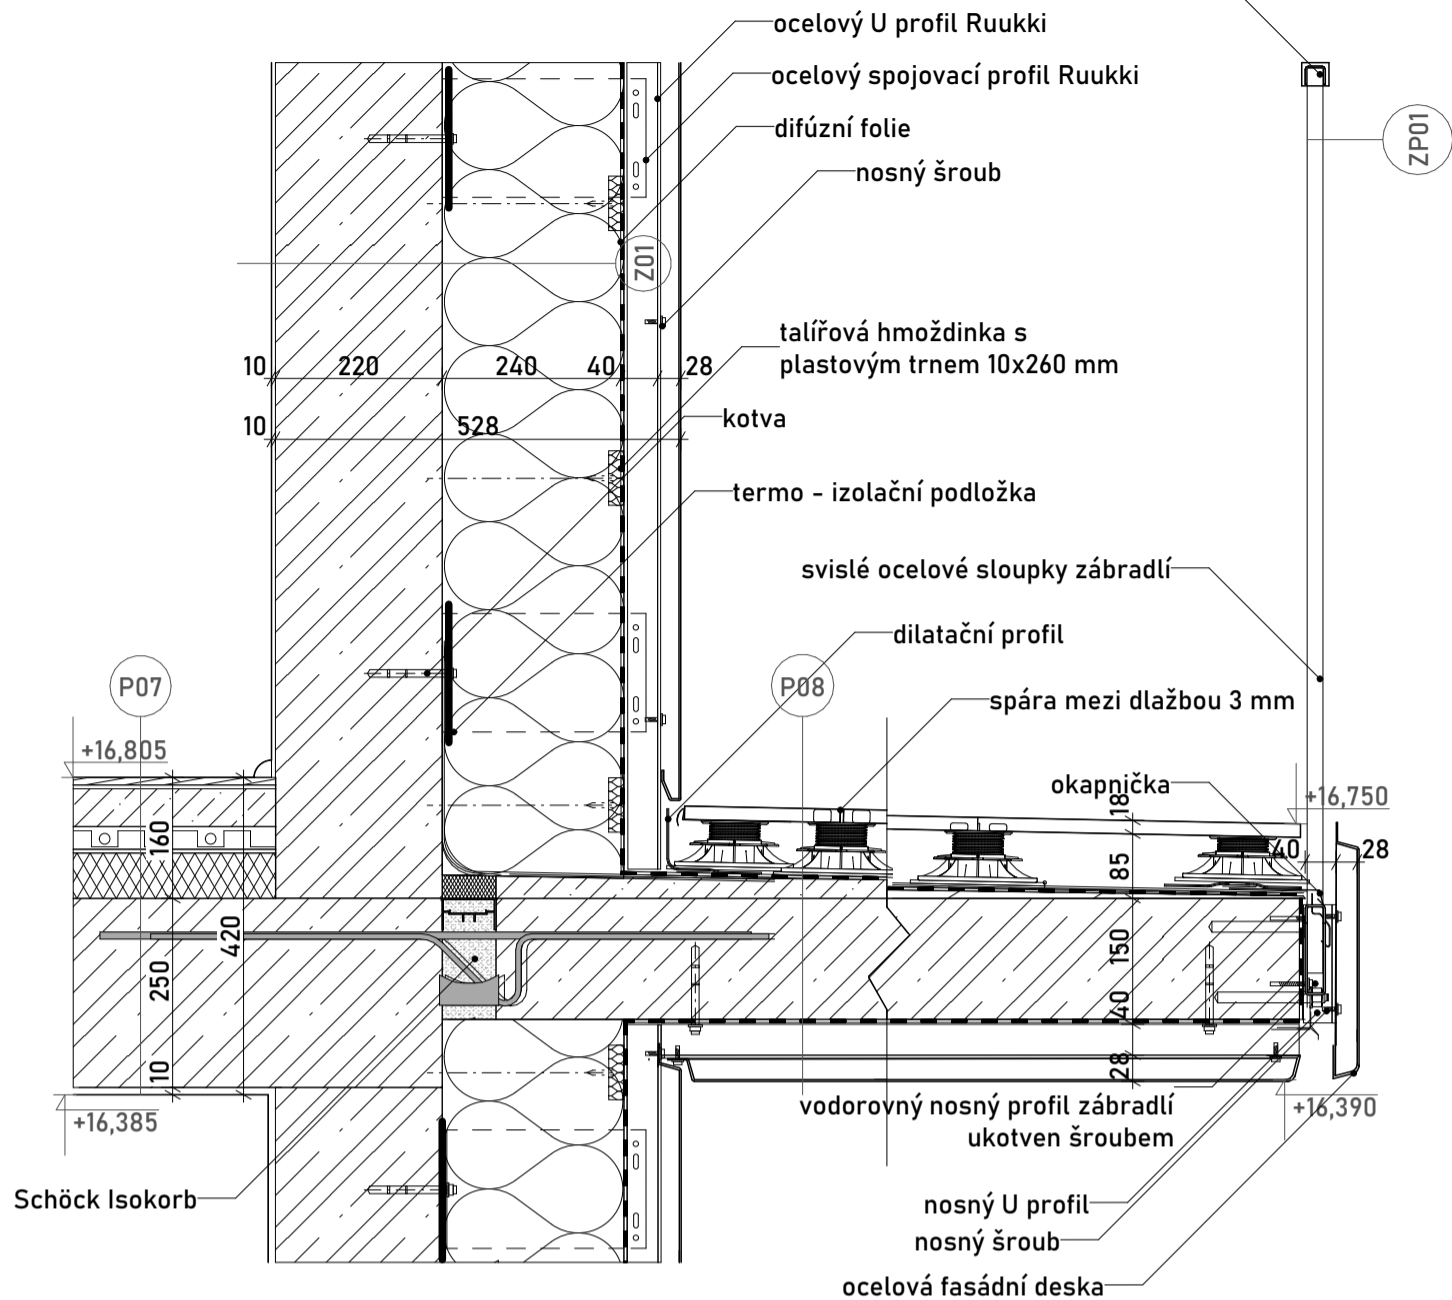 ocelový U profil Ruukki
ocelový spojovací profil Ruukki
difúzní folie
ZP01
nosný šroub
Z01
talířová hmoždinka s
plastovým trnem 10x260 mm
10 220 240 40 28
kotva
10 528
termo - izolační podložka
svislé ocelové sloupky zábradlí
dilatační profil
P07
P08
spára mezi dlažbou 3 mm
+16,805
okapnička
+16,750
18
160
40 28
85
420
150
250
40
10
28
vodorovný nosný profil zábradlí
ukotven šroubem
+16,390
+16,385
Schöck Isokorb
nosný U profil
nosný šroub
ocelová fasádní deska